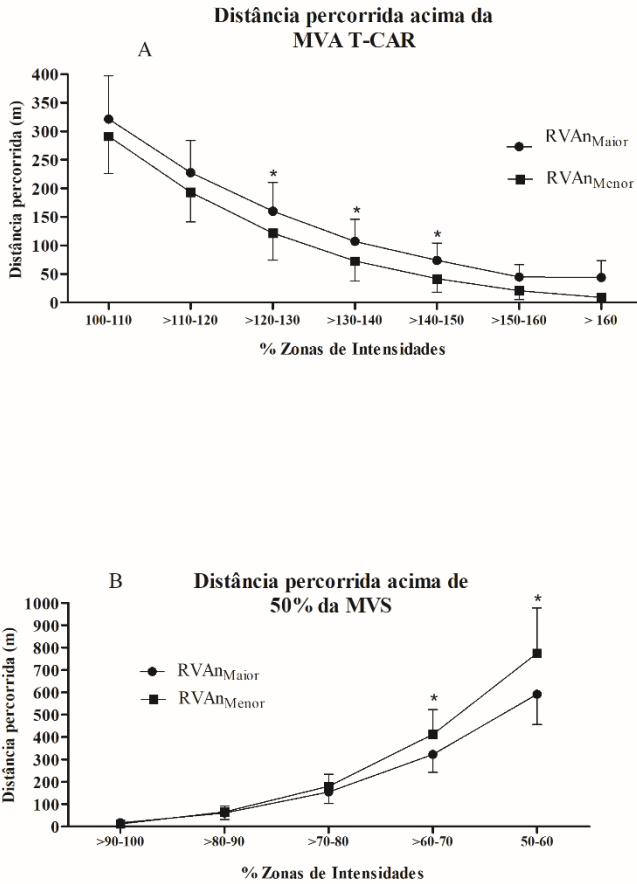 Distância percorrida acima da
MVA T-CAR
A
400
350
300
250
200
150
100
50
0
Distância percorrida (m)
RVAnMaior
RVAnMenor
*
*
*
100-110 >110-120 >120-130 >130-140 >140-150 >150-160 > 160
% Zonas de Intensidades
B
Distância percorrida acima de
50% da MVS
1000
900
800
700
600
500
400
300
200
100
0
Distância percorrida (m)
RVAnMaior
RVAnMenor
*
*
>90-100 >80-90 >70-80 >60-70 50-60
% Zonas de Intensidades